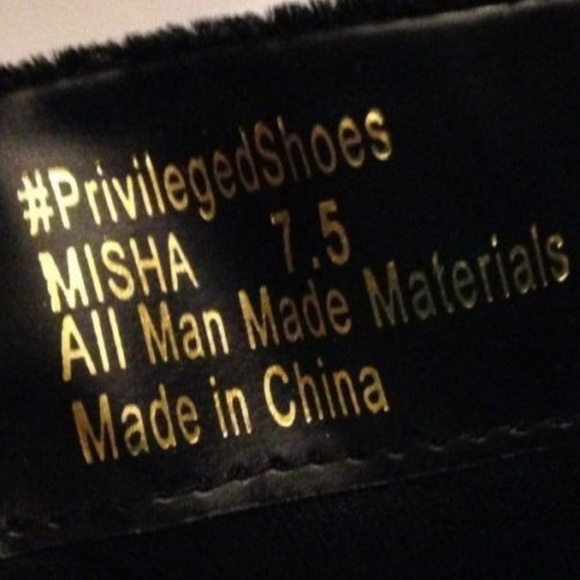 #PrivilegedShoes
MISHA 7.5
All Man Made Materials
Made in China